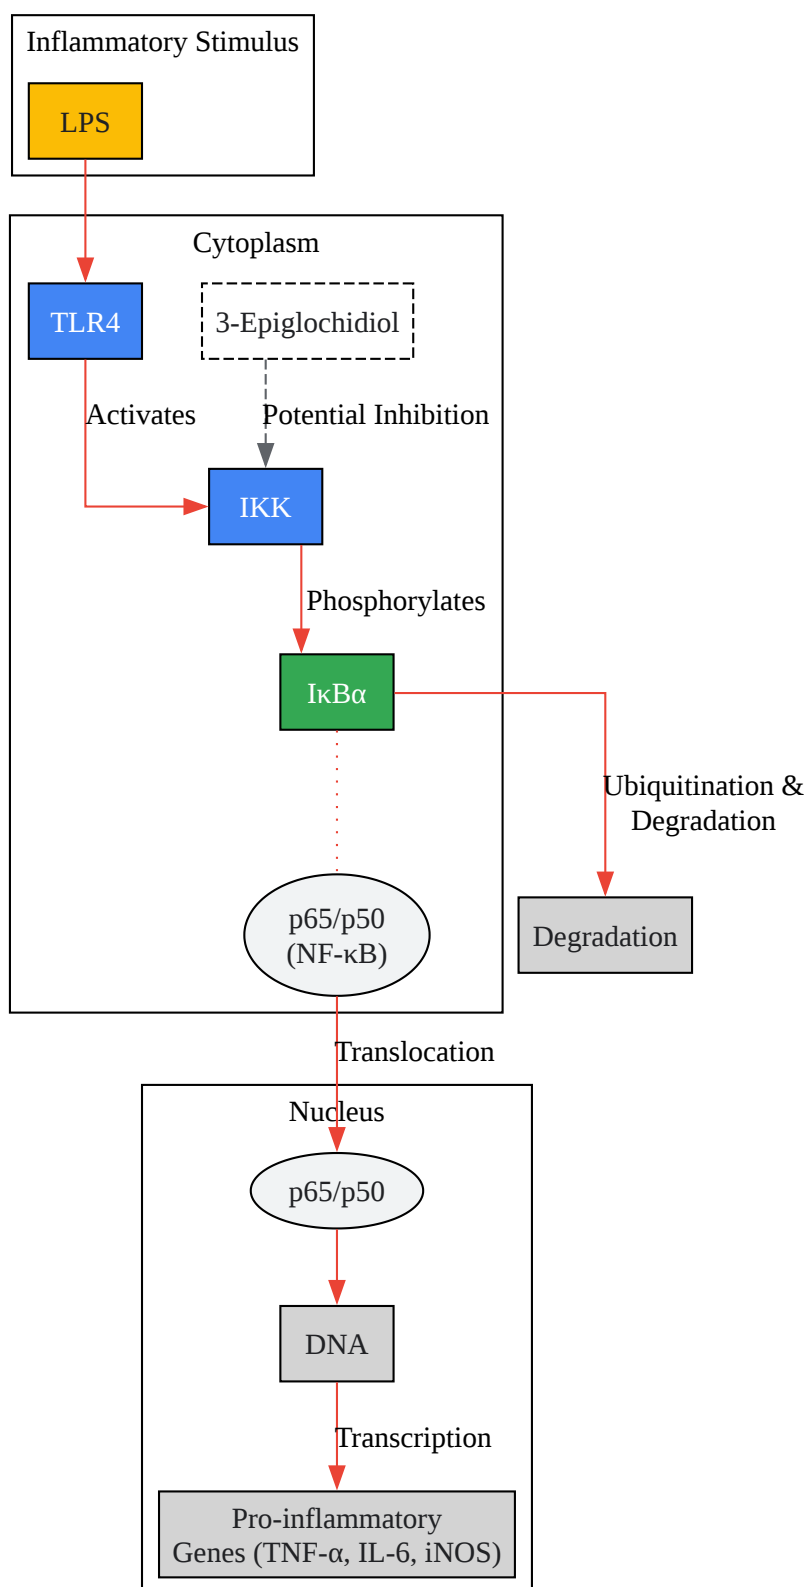 Inflammatory Stimulus
LPS
Cytoplasm
TLR4
3-Epiglochidiol
Activates
Potential Inhibition
IKK
Phosphorylates
IκBα
Ubiquitination &
Degradation
p65/p50
(NF-κB)
Degradation
Translocation
Nucleus
p65/p50
DNA
Transcription
Pro-inflammatory
Genes (TNF-α, IL-6, iNOS)